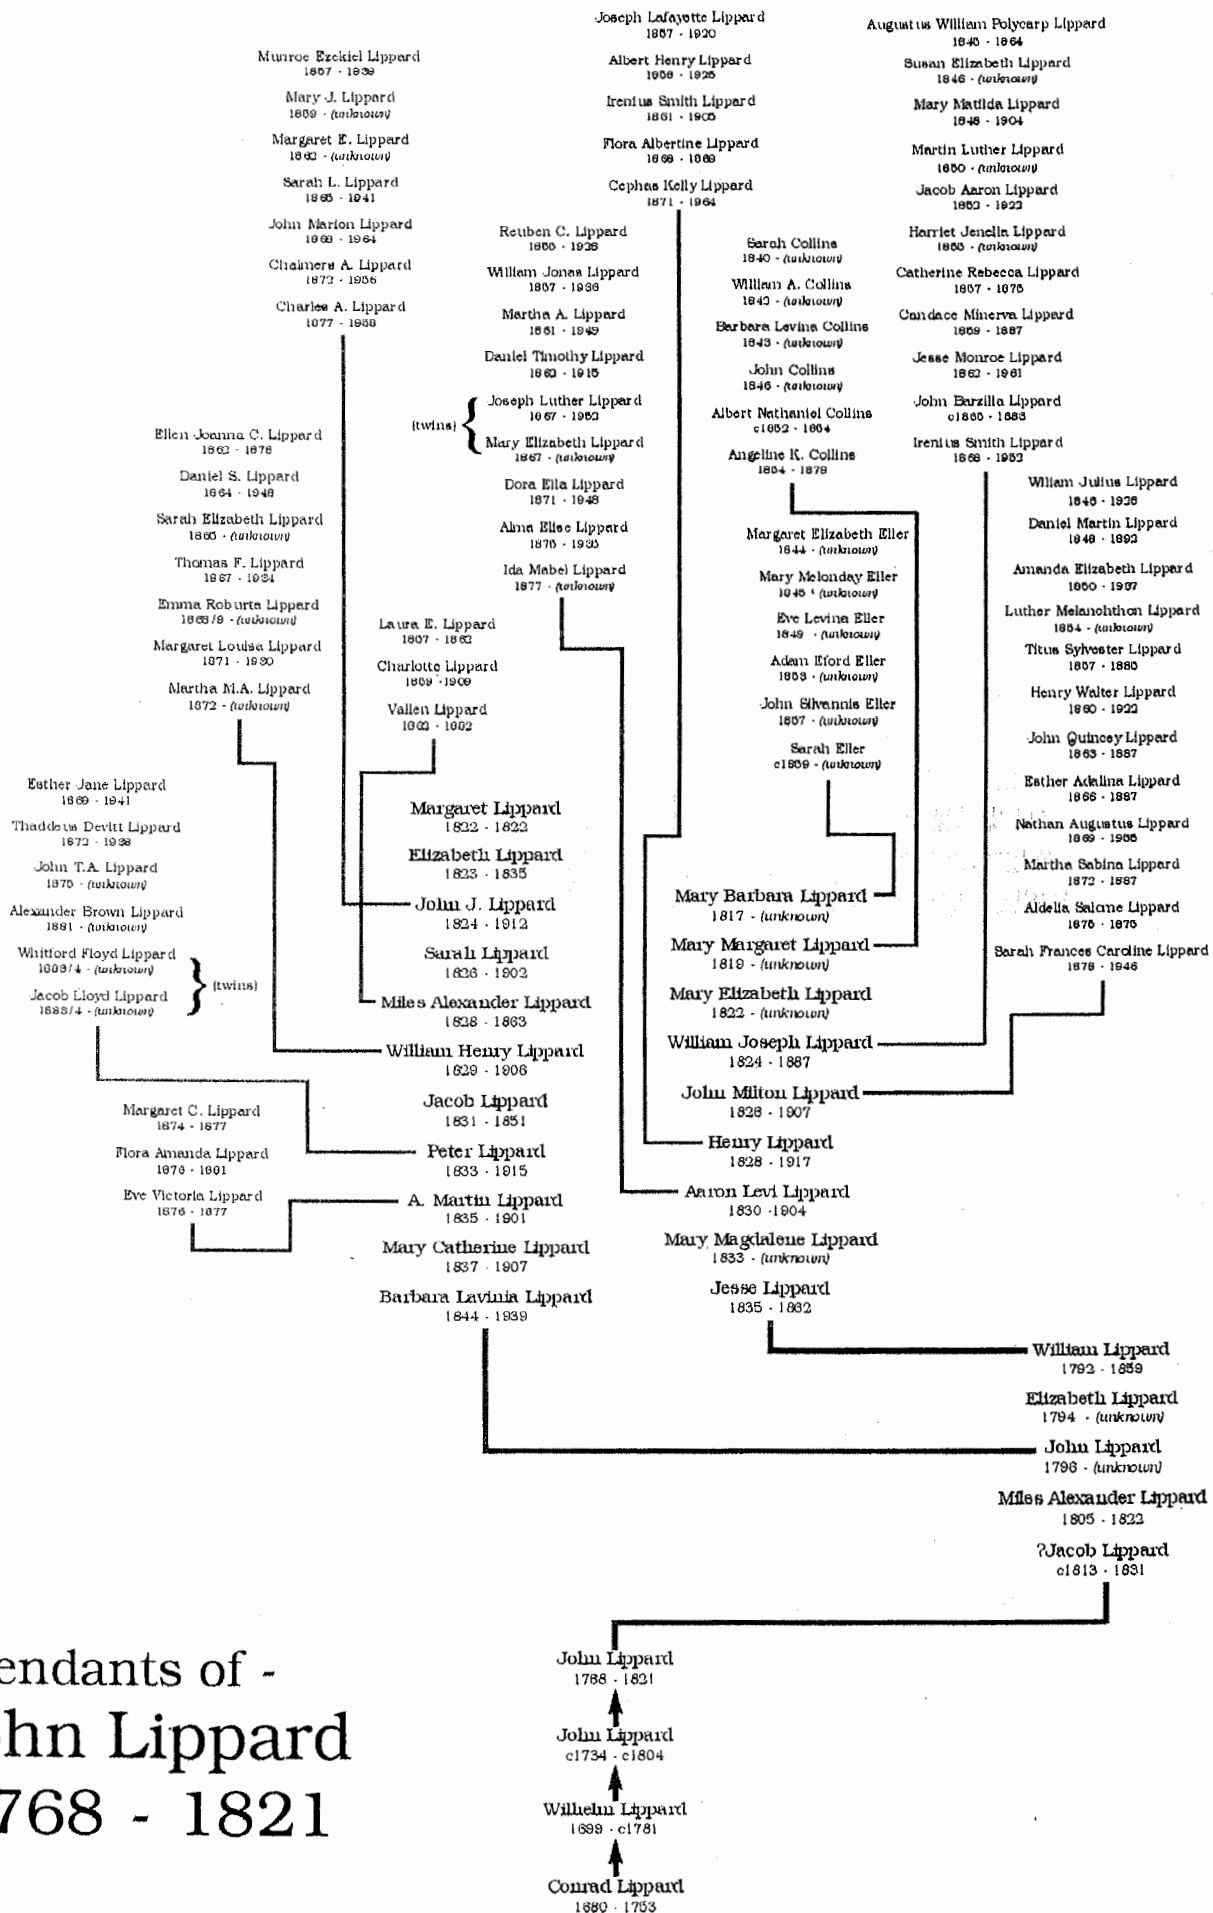 Joseph Lafayette Lippard
1857 - 1920
Albert Henry Lippard
1858 - 1925
Irenius Smith Lippard
1861 - 1905
Flora Albertine Lippard
1868 - 1869
Cephas Kelly Lippard
1871 - 1964
Augustus William Polycarp Lippard
1845 - 1864
Susan Elizabeth Lippard
1846 - (unknown)
Mary Matilda Lippard
1848 - 1904
Martin Luther Lippard
1850 - (unknown)
Jacob Aaron Lippard
1852 - 1922
Harriet Jenella Lippard
1855 - (unknown)
Catherine Rebecca Lippard
1857 - 1875
Candace Minerva Lippard
1859 - 1887
Jesse Monroe Lippard
1862 - 1961
John Barzilla Lippard
c1865 - 1883
Irenius Smith Lippard
1868 - 1952
Munroe Ezekiel Lippard
1857 - 1939
Mary J. Lippard
1859 - (unknown)
Margaret E. Lippard
1862 - (unknown)
Sarah L. Lippard
1865 - 1941
John Marion Lippard
1868 - 1964
Chalmers A. Lippard
1872 - 1956
Charles A. Lippard
1877 - 1958
Reuben C. Lippard
1855 - 1928
William Jonas Lippard
1857 - 1936
Martha A. Lippard
1861 - 1949
Daniel Timothy Lippard
1862 - 1915
(twins)
Joseph Luther Lippard
1867 - 1952
Mary Elizabeth Lippard
1867 - (unknown)
Dora Ella Lippard
1871 - 1948
Alma Elise Lippard
1875 - 1935
Ida Mabel Lippard
1877 - (unknown)
Sarah Collins
1840 - (unknown)
William A. Collins
1842 - (unknown)
Barbara Levina Collins
1843 - (unknown)
John Collins
1846 - (unknown)
Albert Nathaniel Collins
c1852 - 1854
Angeline K. Collins
1854 - 1879
Ellen Joanna C. Lippard
1862 - 1876
Daniel S. Lippard
1864 - 1948
Sarah Elizabeth Lippard
1865 - (unknown)
Thomas F. Lippard
1867 - 1934
Emma Roburta Lippard
1868/9 - (unknown)
Margaret Louisa Lippard
1871 - 1930
Martha M.A. Lippard
1872 - (unknown)
Laura E. Lippard
1857 - 1862
Charlotte Lippard
1859 - 1909
Vallen Lippard
1862 - 1862
Margaret Elizabeth Eller
1844 - (unknown)
Mary Melonday Eller
1845 - (unknown)
Eve Levina Eller
1849 - (unknown)
Adam Eford Eller
1853 - (unknown)
John Silvannis Eller
1857 - (unknown)
Sarah Eller
c1859 - (unknown)
Wiliam Julius Lippard
1846 - 1926
Daniel Martin Lippard
1848 - 1892
Amanda Elizabeth Lippard
1850 - 1937
Luther Melanchthon Lippard
1854 - (unknown)
Titus Sylvester Lippard
1857 - 1885
Henry Walter Lippard
1860 - 1922
John Quincey Lippard
1863 - 1887
Esther Adalina Lippard
1866 - 1887
Nathan Augustus Lippard
1869 - 1955
Martha Sabina Lippard
1872 - 1887
Aldelia Salone Lippard
1875 - 1875
Sarah Frances Caroline Lippard
1878 - 1946
Esther Jane Lippard
1869 - 1941
Thaddeus Devitt Lippard
1872 - 1938
John T.A. Lippard
1875 - (unknown)
Alexander Brown Lippard
1881 - (unknown)
Whitford Floyd Lippard
1883/4 - (unknown)
Jacob Lloyd Lippard
1883/4 - (unknown)
(twins)
Margaret C. Lippard
1874 - 1877
Flora Amanda Lippard
1876 - 1881
Eve Victoria Lippard
1876 - 1877
Margaret Lippard
1822 - 1822
Elizabeth Lippard
1823 - 1835
John J. Lippard
1824 - 1912
Sarah Lippard
1826 - 1902
Miles Alexander Lippard
1828 - 1863
William Henry Lippard
1829 - 1906
Jacob Lippard
1831 - 1851
Peter Lippard
1833 - 1915
A. Martin Lippard
1835 - 1901
Mary Catherine Lippard
1837 - 1907
Barbara Lavinia Lippard
1844 - 1939
Mary Barbara Lippard
1817 - (unknown)
Mary Margaret Lippard
1819 - (unknown)
Mary Elizabeth Lippard
1822 - (unknown)
William Joseph Lippard
1824 - 1887
John Milton Lippard
1826 - 1907
Henry Lippard
1828 - 1917
Aaron Levi Lippard
1830 -1904
Mary Magdalene Lippard
1833 - (unknown)
Jesse Lippard
1835 - 1862
William Lippard
1792 - 1859
Elizabeth Lippard
1794 - (unknown)
John Lippard
1796 - (unknown)
Miles Alexander Lippard
1805 - 1822
?Jacob Lippard
c1813 - 1831
John Lippard
1768 - 1821
John Lippard
c1734 - c1804
Wilhelm Lippard
1699 - c1781
Conrad Lippard
1680 - 1753
endants of -
ohn Lippard
768 - 1821